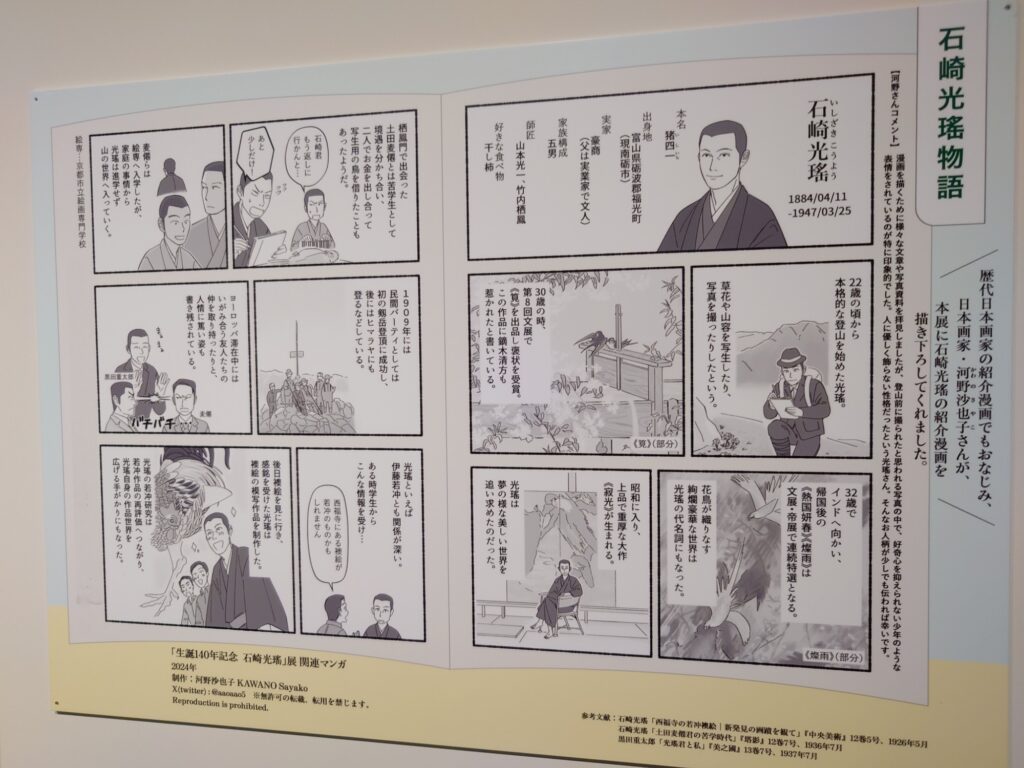 石崎光瑤物語
歴代日本画家の紹介漫画でもおなじみ、
日本画家・河野沙也子さんが、
かのさやこ
本展に石崎光瑤の紹介漫画を
描き下ろしてくれました。
【河野さんコメント】
漫画を描くために様々な文章や写真資料を拝見しましたが、登山前に撮られたと思われる写真の中で、好奇心を抑えられない少年のような
表情をされているのが特に印象的でした。人に優しく飾らない性格だったという光瑤さん。そんなお人柄が少しでも伝われば幸いです。
いしざきこうよう
石崎光瑤
1884/04/11
-1947/03/25
本名
猪四一
いしいち
出身地
富山県砺波郡福光町
(現南砺市)
実家
豪商
(父は実業家で文人)
家族構成
五男
師匠
山本光一、竹内栖鳳
好きな食べ物
干し柿
22歳の頃から
本格的な登山を始めた光瑤。
草花や山容を写生したり、
写真を撮ったりしたという。
30歳の時、
第8回文展で
《筧》を出品し褒状を受賞。
この作品に鏑木清方も
惹かれたと書いている。
《筧》(部分)
32歳で
インドへ向かい、
帰国後の
《熱国妍春》《燦雨》は
文展・帝展で連続特選となる。
花鳥が織りなす
絢爛豪華な世界は
光瑤の代名詞にもなった。
《燦雨》(部分)
昭和に入り、
上品で重厚な大作
《寂光》が生まれる。
光瑤は
夢の様な美しい世界を
追い求めたのだった。
栖鳳門で出会った
土田麦僊とは苦学生として
境遇を分かち合い、
二人でお金を出し合って
写生用の鳥を借りたことも
あったようだ。
石崎君
もう返しに
行かんと…
あと
少しだけ
麦僊らは
絵専へ入学したが、
家庭の事情から
光瑤は進学せず
山の世界へ入っていく。
絵専…京都市立絵画専門学校
1909年には
民間パーティとしては
初の剱岳登頂に成功し、
後にはヒマラヤにも
登るなどしている。
ヨーロッパ滞在中には
いがみ合う友人たちの
仲を取り持ったりと、
人情に篤い姿も
書き残されている。
まぁまぁ
黒田重太郎
麦僊
バチバチ…
光瑤といえば
伊藤若冲とも関係が深い。
ある時学生から
こんな情報を受け…
西福寺にある襖絵が
若冲のものかも
しれません
後日襖絵を見に行き、
感銘を受けた光瑤は
襖絵の模写作品を制作した。
光瑤の若冲研究は
若冲作品の再評価へつながり、
光瑤自身の作品世界を
広げる手がかりにもなった。
「生誕140年記念 石崎光瑤」展 関連マンガ
2024年
制作:河野沙也子 KAWANO Sayako
X(twitter):@aaoaao5 ※無許可の転載、転用を禁じます。
Reproduction is prohibited.
参考文献:石崎光瑤「西福寺の若冲襖絵|新発見の画蹟を観て」『中央美術』12巻5号、1926年5月
石崎光瑤「土田麦僊君の苦学時代」『塔影』12巻7号、1936年7月
黒田重太郎「光瑤君と私」『美之國』13巻7号、1937年7月